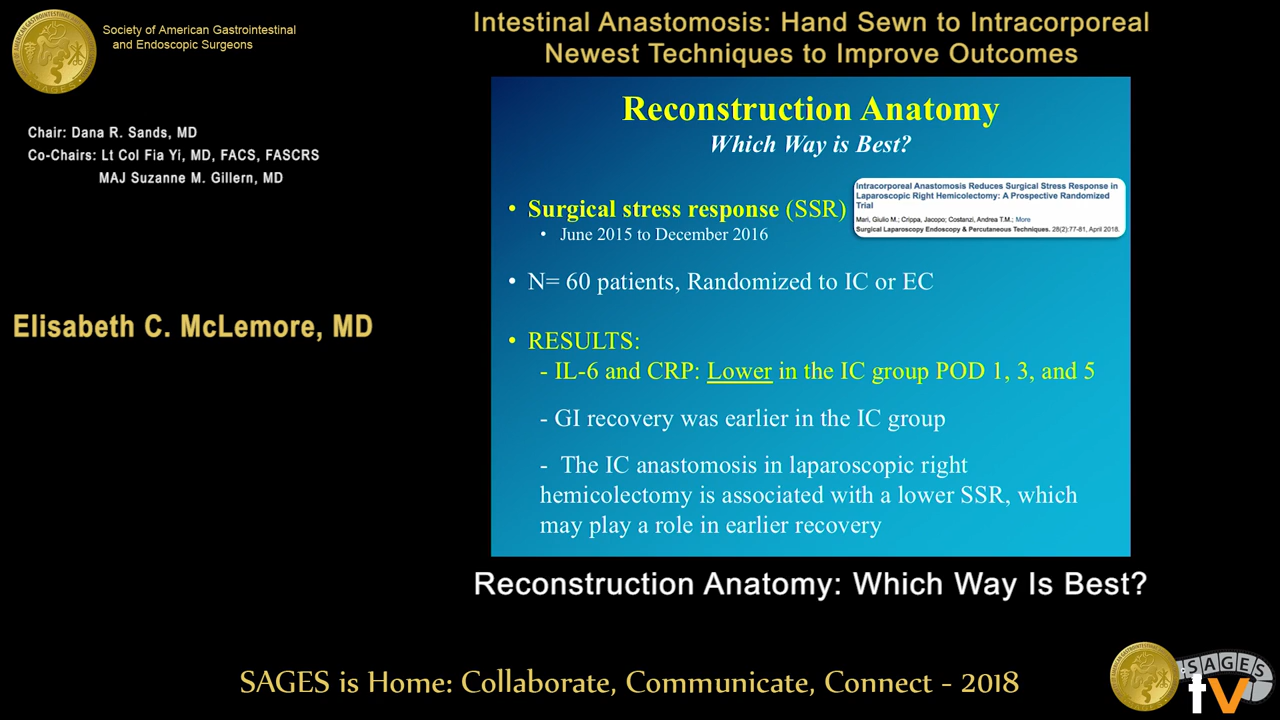 Society of American Gastrointestinal
and Endoscopic Surgeons
Intestinal Anastomosis: Hand Sewn to Intracorporeal
Newest Techniques to Improve Outcomes
Chair: Dana R. Sands, MD
Co-Chairs: Lt Col Fia Yi, MD, FACS, FASCRS
MAJ Suzanne M. Gillern, MD
Elisabeth C. McLemore, MD
Reconstruction Anatomy
Which Way is Best?
• Surgical stress response (SSR)
• June 2015 to December 2016
Intracorporeal Anastomosis Reduces Surgical Stress Response in
Laparoscopic Right Hemicolectomy: A Prospective Randomized
Trial
Mari, Giulio M.; Crippa, Jacopo; Costanzi, Andrea T.M.; More
Surgical Laparoscopy Endoscopy & Percutaneous Techniques. 28(2):77-81, April 2018.
• N= 60 patients, Randomized to IC or EC
• RESULTS:
- IL-6 and CRP: Lower in the IC group POD 1, 3, and 5
- GI recovery was earlier in the IC group
- The IC anastomosis in laparoscopic right
hemicolectomy is associated with a lower SSR, which
may play a role in earlier recovery
Reconstruction Anatomy: Which Way Is Best?
SAGES is Home: Collaborate, Communicate, Connect - 2018
SAGES
tv